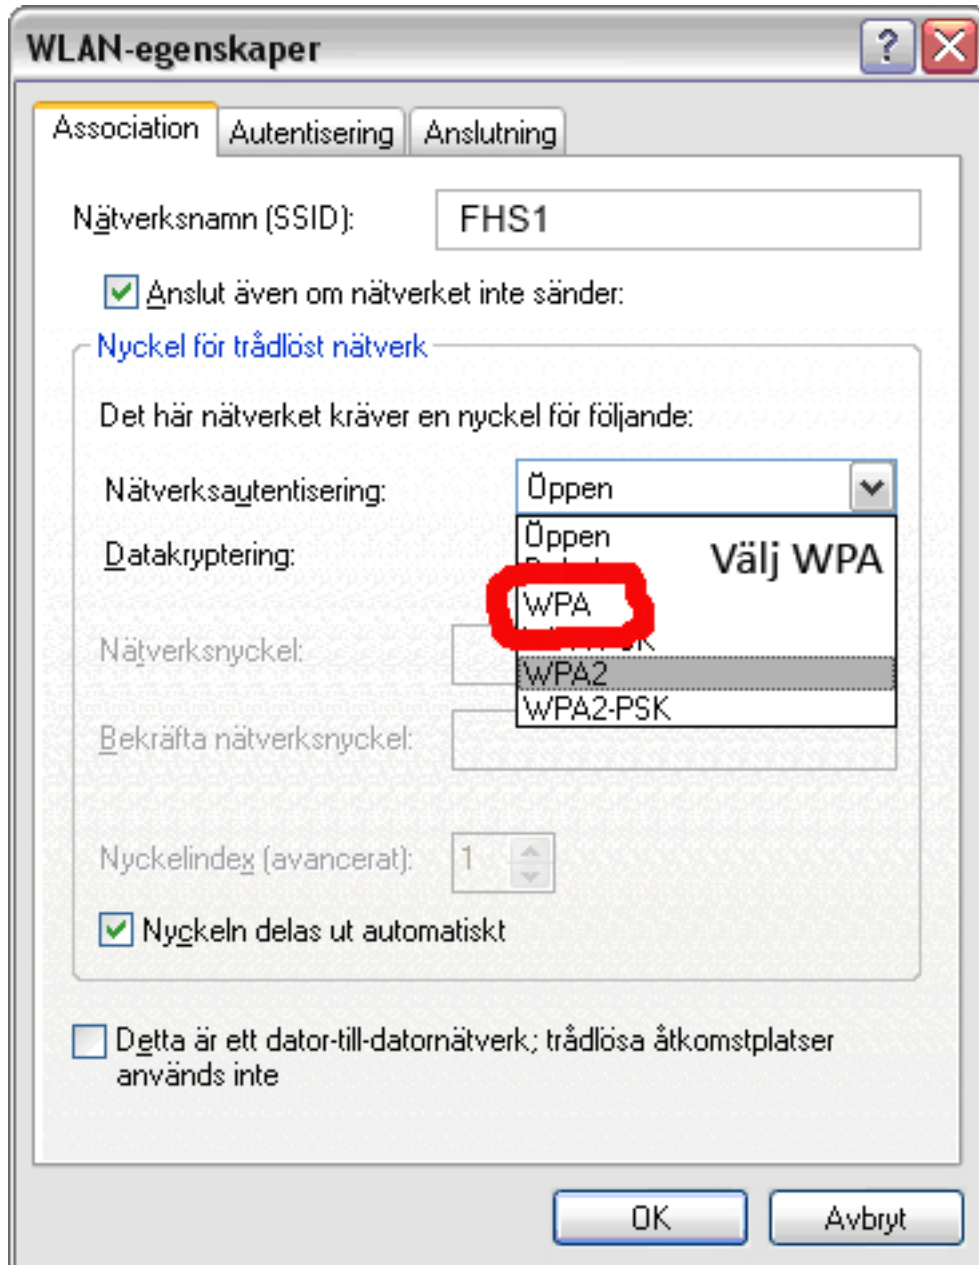 WLAN-egenskaper
Association Autentisering Anslutning
Nätverksnamn (SSID): FHS1
Anslut även om nätverket inte sänder:
Nyckel för trådlöst nätverk
Det här nätverket kräver en nyckel för följande:
Nätverksautentisering: Öppen
Datakryptering:
Öppen
Välj WPA
WPA
WPA2
WPA2-PSK
Nätverksnyckel:
Bekräfta nätverksnyckel:
Nyckelindex (avancerat): 1
Nyckeln delas ut automatiskt
Detta är ett dator-till-datornätverk; trådlösa åtkomstplatser
används inte
OK Avbryt